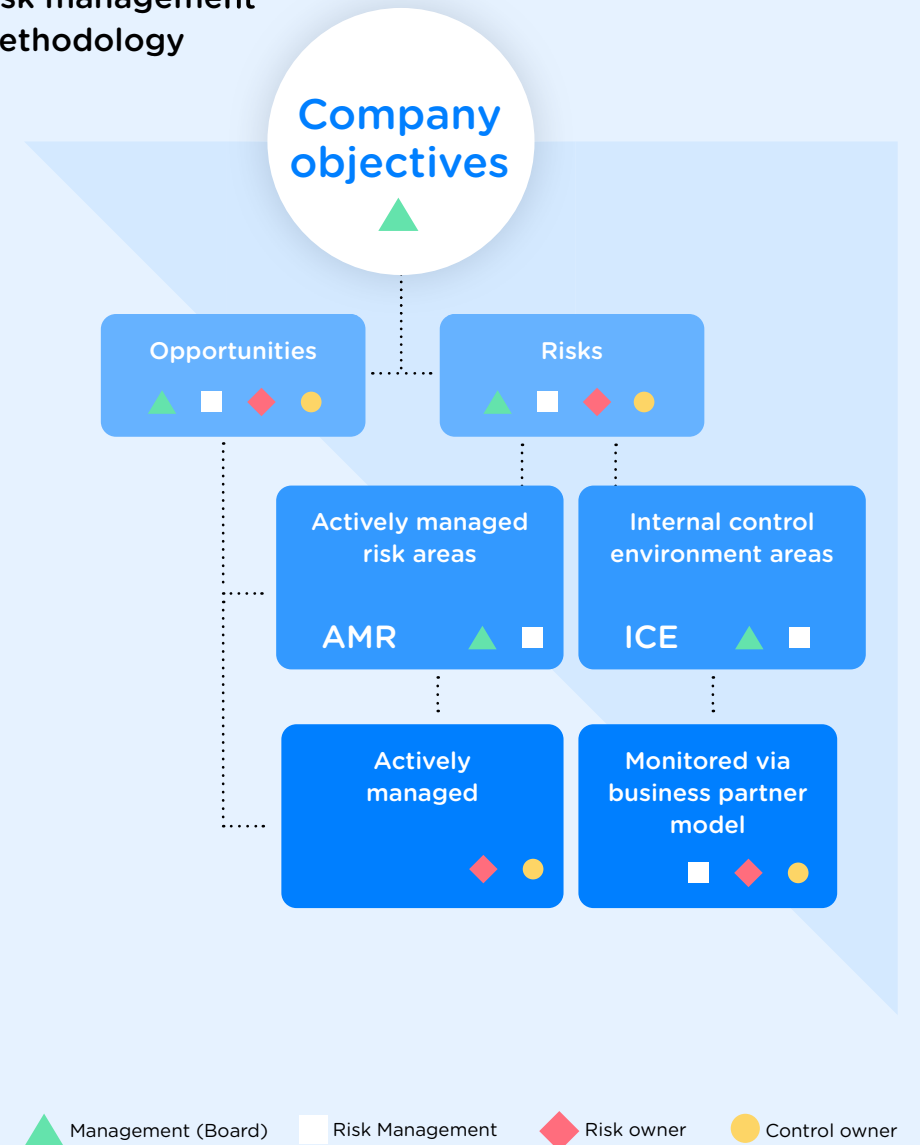 sk management
ethodology
Company
objectives
Opportunities
Risks
Actively managed
risk areas
AMR
Internal control
environment areas
ICE
Actively
managed
Monitored via
business partner
model
Management (Board)
Risk Management
Risk owner
Control owner